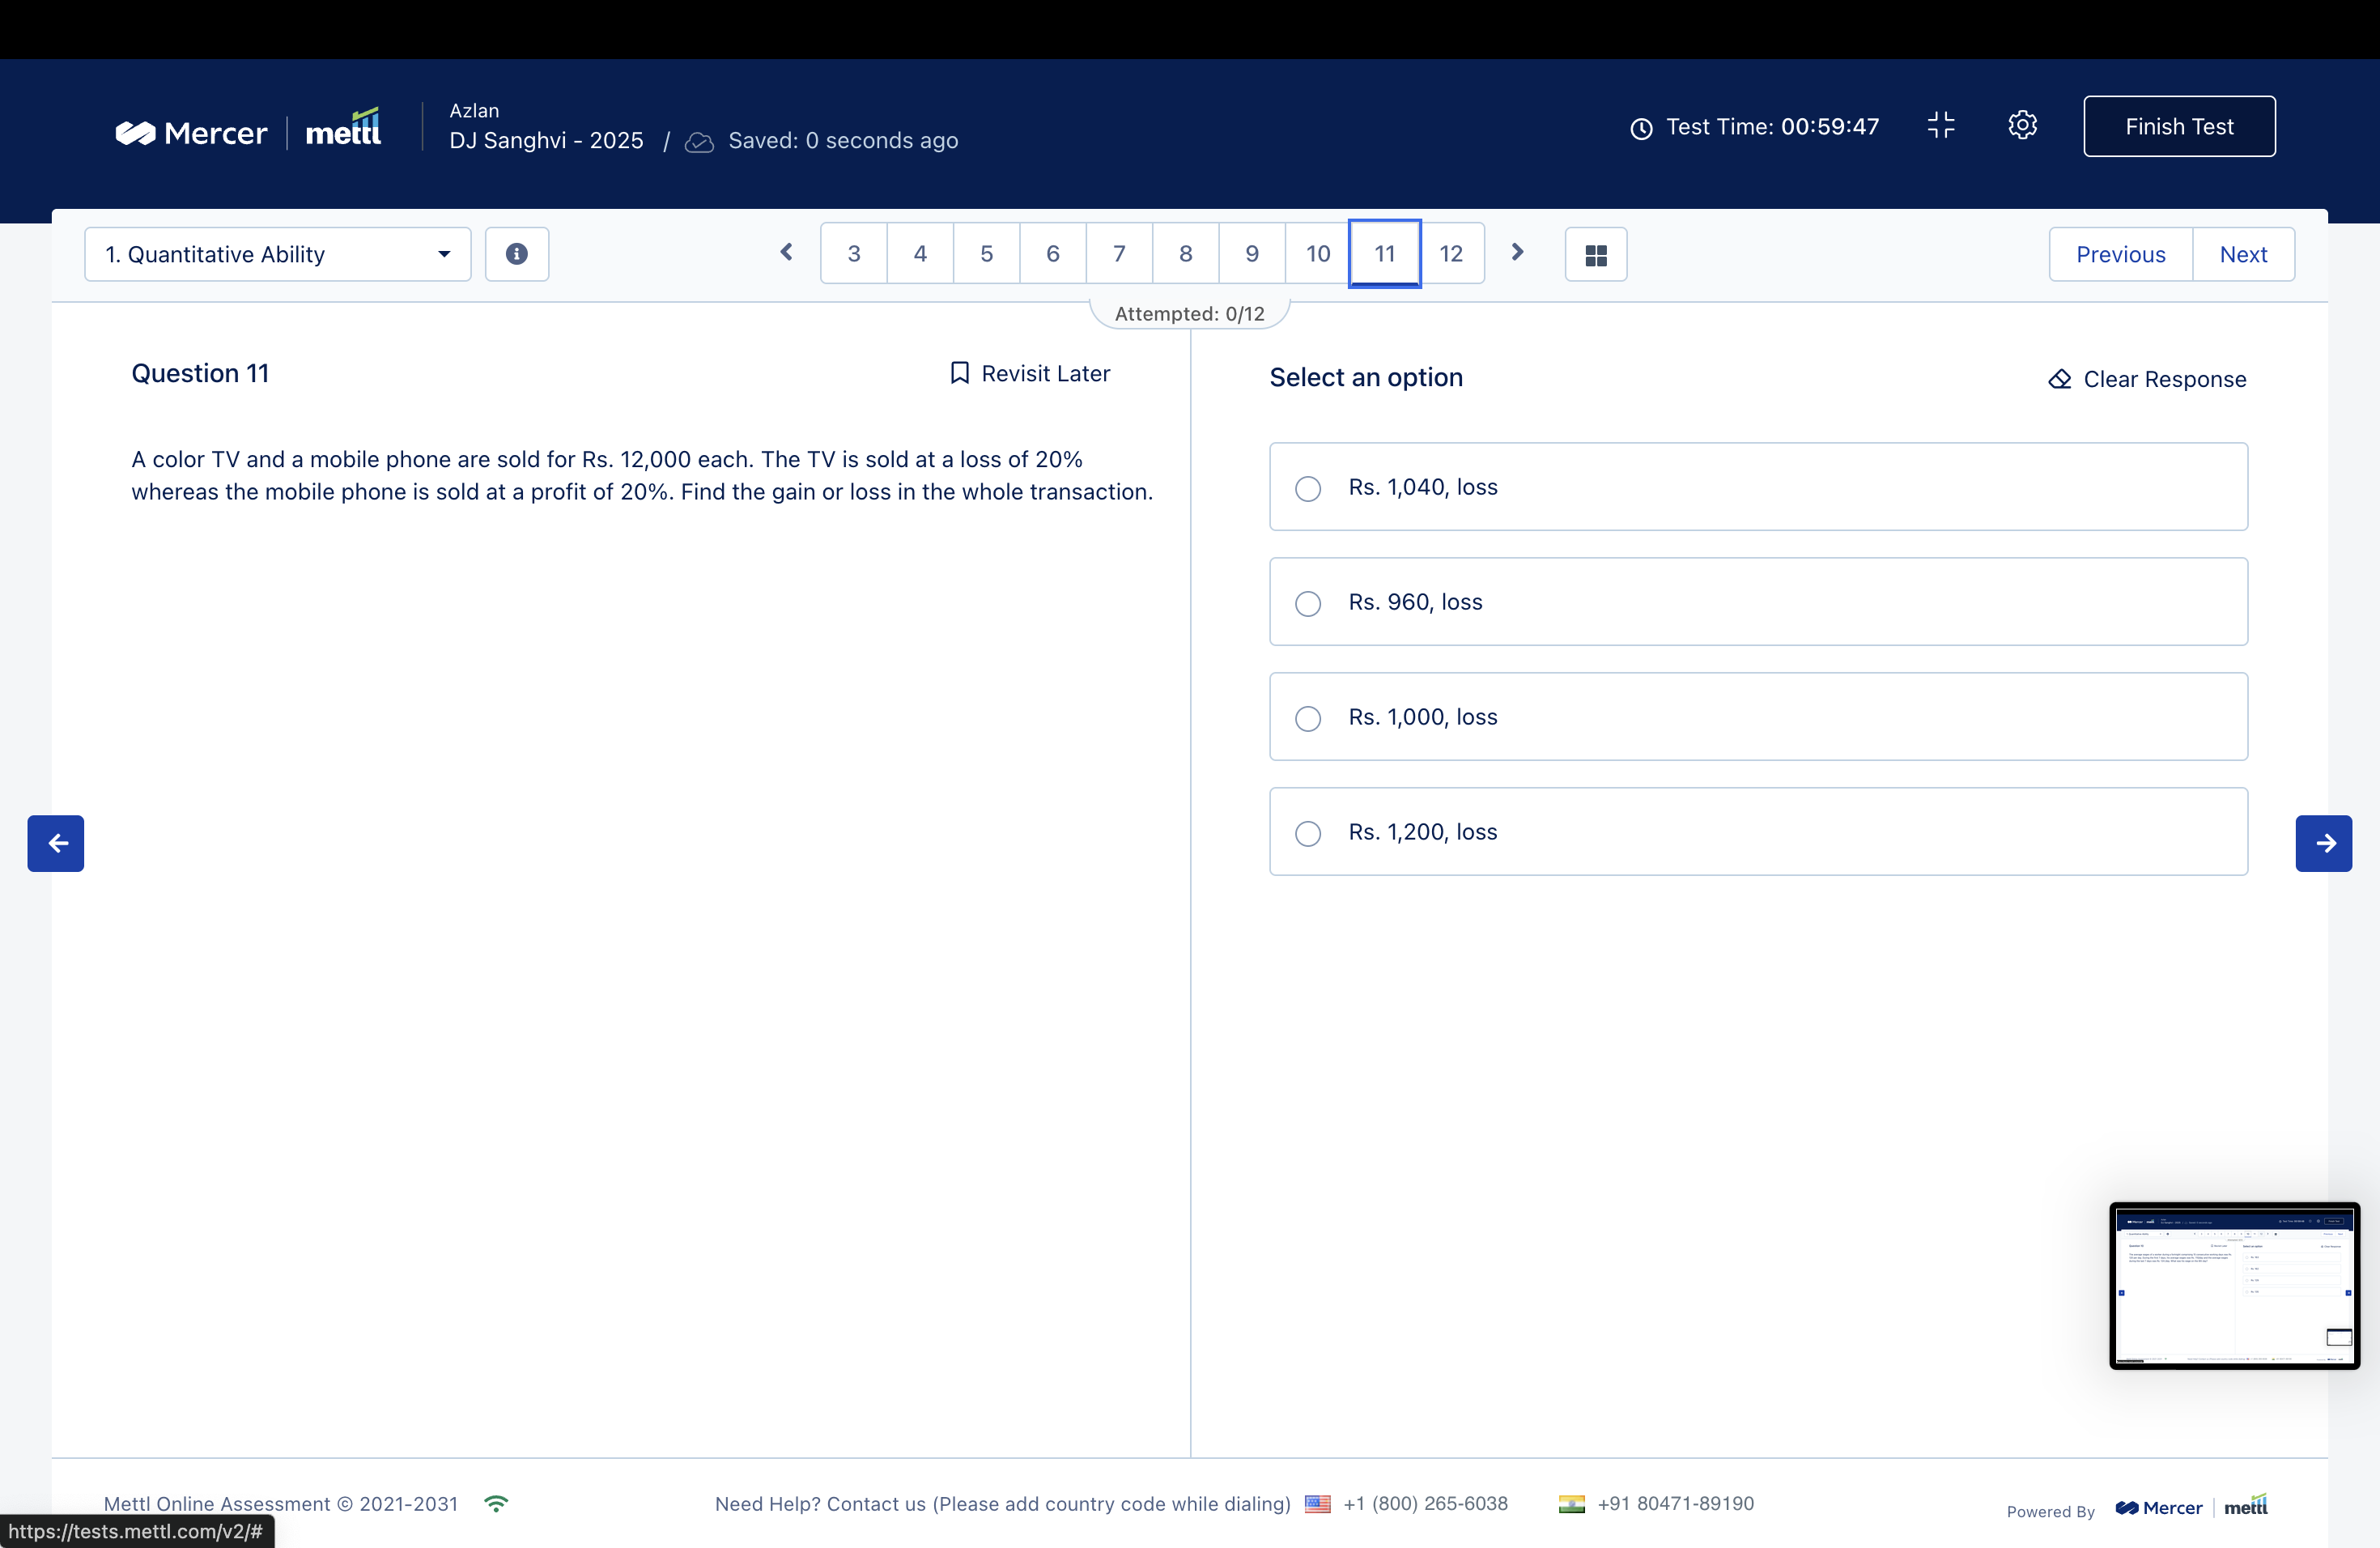 Mercer | mettl
Azlan
DJ Sanghvi - 2025 / Saved: 0 seconds ago
Test Time: 00:59:47
Finish Test
1. Quantitative Ability
3 4 5 6 7 8 9 10 11 12
Previous Next
Attempted: 0/12
Question 11
Revisit Later
A color TV and a mobile phone are sold for Rs. 12,000 each. The TV is sold at a loss of 20%
whereas the mobile phone is sold at a profit of 20%. Find the gain or loss in the whole transaction.
Select an option
Clear Response
Rs. 1,040, loss
Rs. 960, loss
Rs. 1,000, loss
Rs. 1,200, loss
Mettl Online Assessment © 2021-2031
Need Help? Contact us (Please add country code while dialing) +1 (800) 265-6038 +91 80471-89190
Powered By Mercer | mettl
https://tests.mettl.com/v2/#